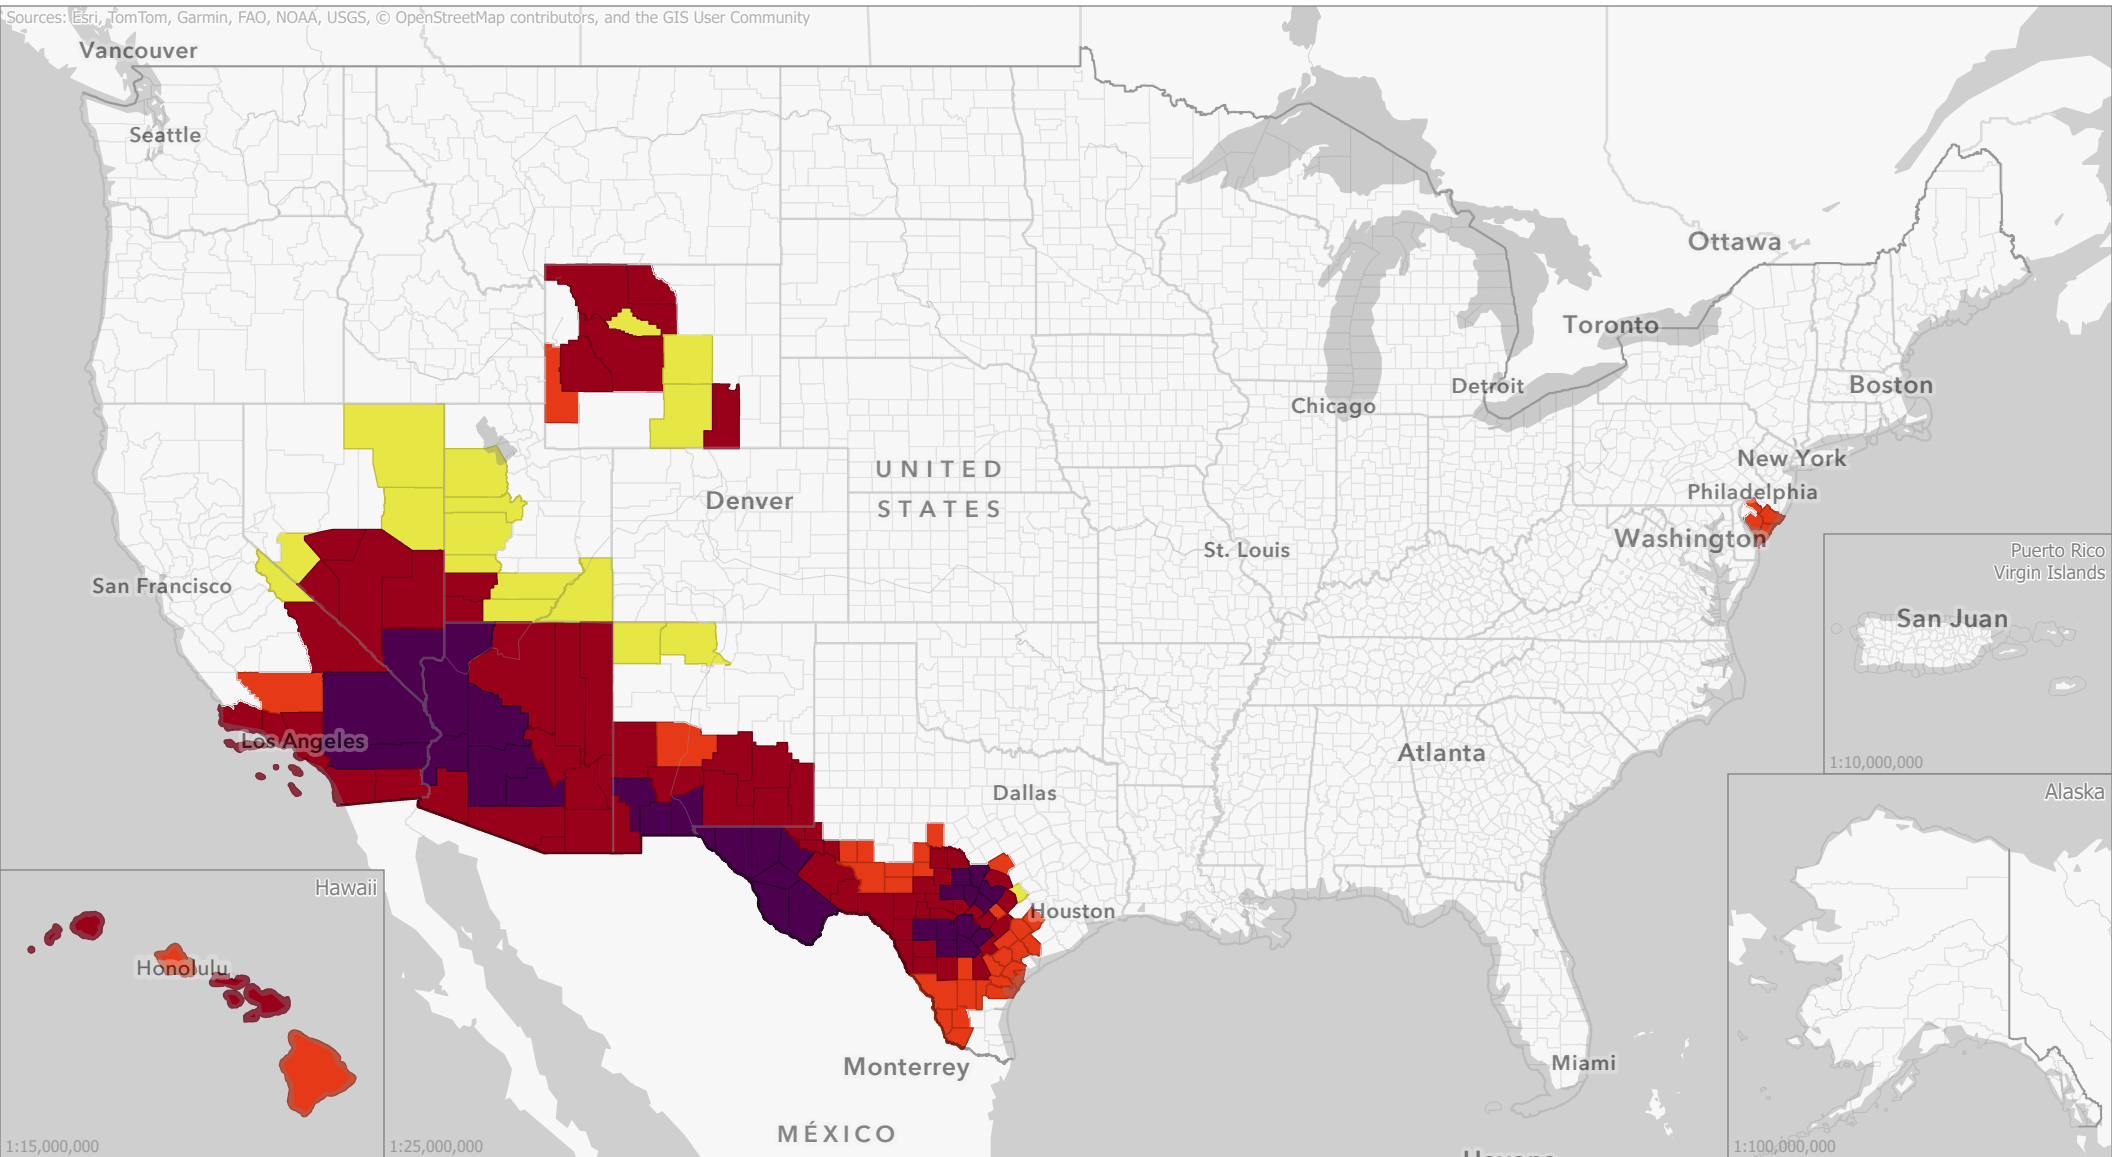 Sources: Esri, TomTom, Garmin, FAO, NOAA, USGS, © OpenStreetMap contributors, and the GIS User Community
Vancouver
Seattle
Ottawa
Toronto
Boston
Detroit
Chicago
New York
UNITED
STATES
Denver
Philadelphia
Washington
St. Louis
San Francisco
Puerto Rico
Virgin Islands
San Juan
Los Angeles
Atlanta
1:10,000,000
Dallas
Alaska
Hawaii
Houston
Honolulu
Monterrey
Miami
MÉXICO
1:15,000,000
1:25,000,000
1:100,000,000